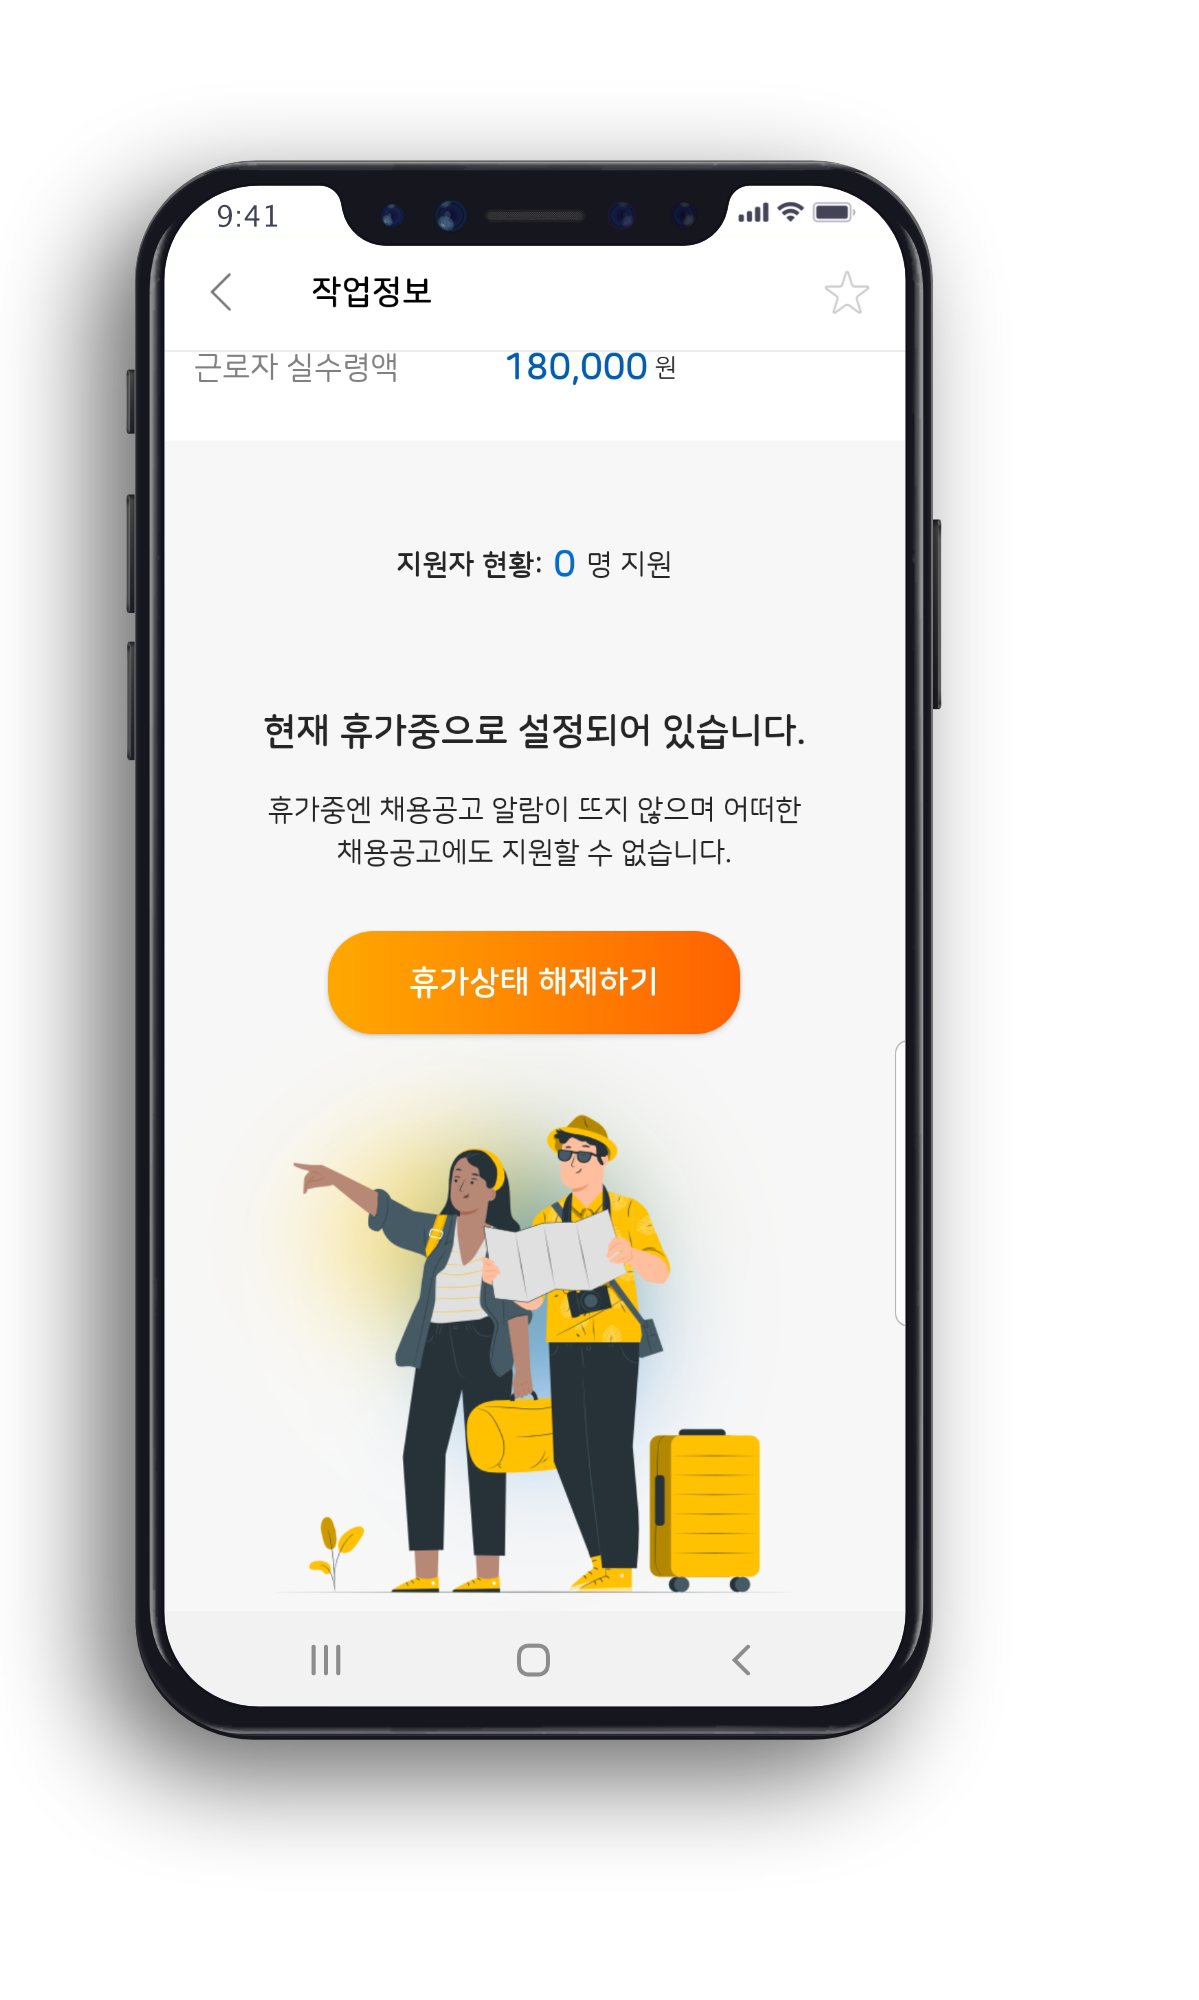 9:41
작업정보
근로자 실수령액 180,000 원
지원자 현황: 0 명 지원
현재 휴가중으로 설정되어 있습니다.
휴가중엔 채용공고 알람이 뜨지 않으며 어떠한
채용공고에도 지원할 수 없습니다.
휴가상태 해제하기